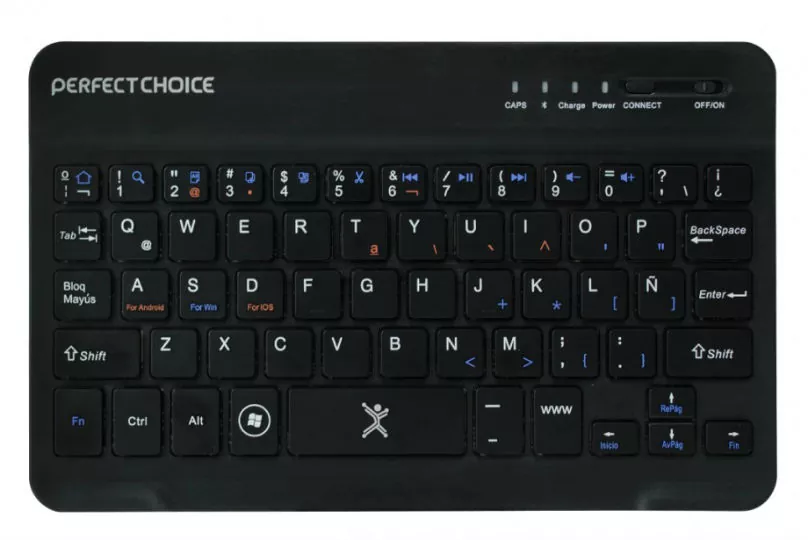 PERFECTCHOICE
CAPS Charge Power CONNECT OFF/ON
! " # $ % & / ( ) = ? ¡
1 2 @ 3 4 5 6 ¬ 7 8 9 0 ' \ ¿
Tab Q @ W E R T a Y \ U ` I ^ O ' P " BackSpace
Bloq Mayús A For Android S For Win D For IOS F G H J + K * L [ Ñ ] Enter
Shift Z X C V B N < M > ; , { : . } Shift
Fn Ctrl Alt _ - www RePág
Inicio AvPág Fin